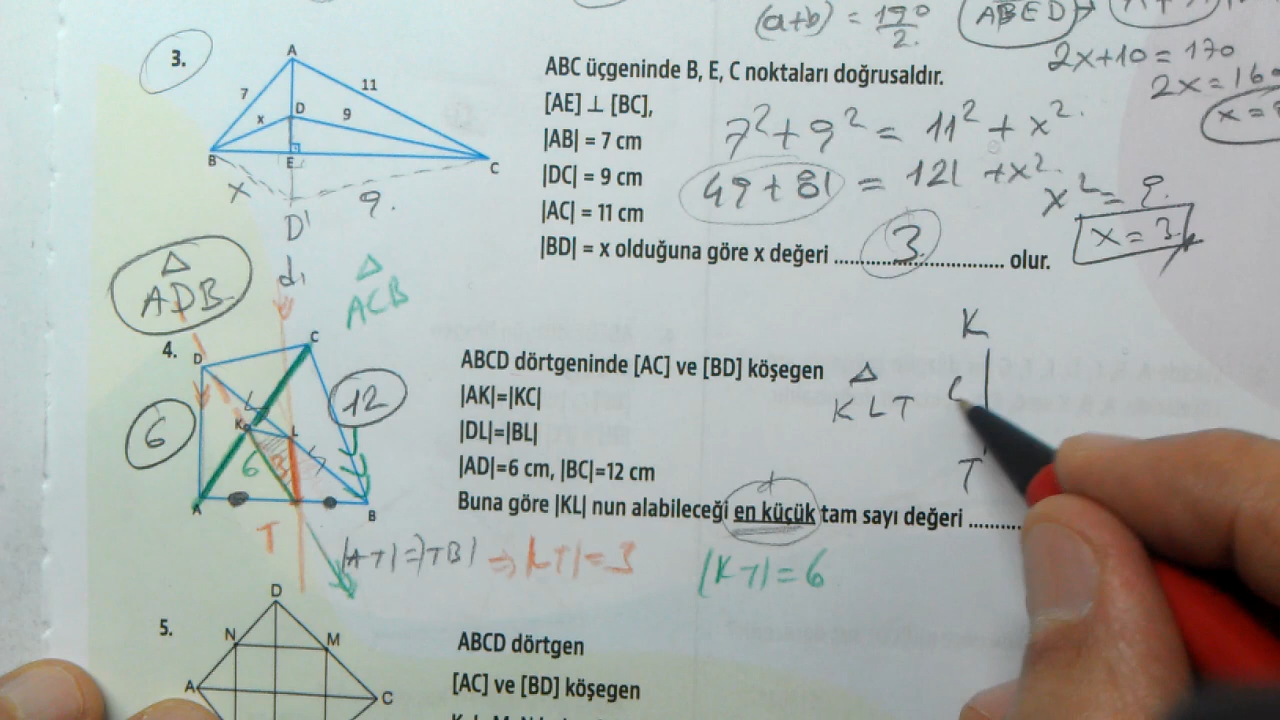 (a+b) = 190/2
ABED
2x+10 = 170
3.
A
7
11
D
x
9
B
E
C
x
9.
D'
ABC üçgeninde B, E, C noktaları doğrusaldır.
[AE] ⊥ [BC],
|AB| = 7 cm
|DC| = 9 cm
|AC| = 11 cm
|BD| = x olduğuna göre x değeri .............................. olur.
3
7² + 9² = 11² + x².
49 + 81 = 121 + x².
x² = 9.
x = 3
△
ADB
d₁
△
ACB
4.
D
C
K
L
A
B
6
12
6
3
T
ABCD dörtgeninde [AC] ve [BD] köşegen
|AK|=|KC|
|DL|=|BL|
|AD|=6 cm, |BC|=12 cm
Buna göre |KL| nun alabileceği en küçük tam sayı değeri ..........
△
KLT
K
T
|AT|=|TB| ⇒ |LT|=3
|KT|=6
5.
D
N
M
A
C
ABCD dörtgen
[AC] ve [BD] köşegen